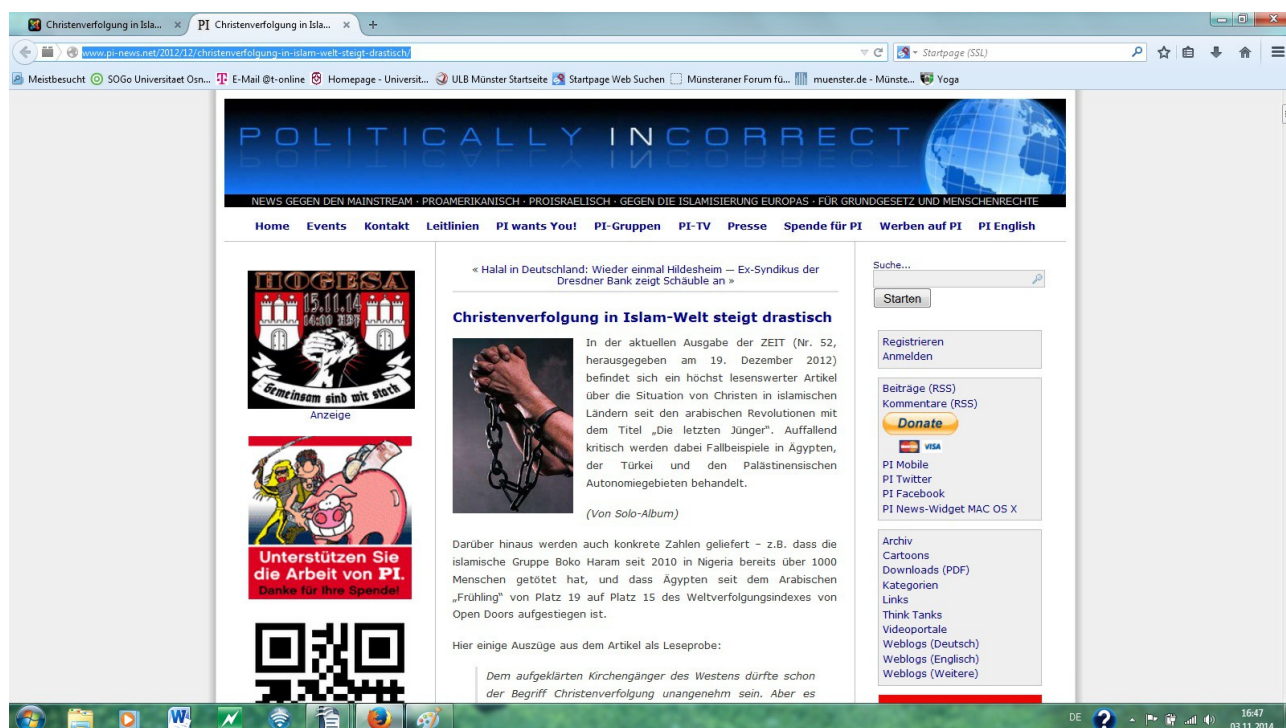 Christenverfolgung in Isla...
PI Christenverfolgung in Isla...
www.pi-news.net/2012/12/christenverfolgung-in-islam-welt-steigt-drastisch/
Startpage (SSL)
Meistbesucht
SOGo Universitaet Osn...
E-Mail @t-online
Homepage - Universit...
ULB Münster Startseite
Startpage Web Suchen
Münsteraner Forum fü...
muenster.de - Münste...
Yoga
POLITICALLY INCORRECT
NEWS GEGEN DEN MAINSTREAM · PROAMERIKANISCH · PROISRAELISCH · GEGEN DIE ISLAMISIERUNG EUROPAS · FÜR GRUNDGESETZ UND MENSCHENRECHTE
Home Events Kontakt Leitlinien PI wants You! PI-Gruppen PI-TV Presse Spende für PI Werben auf PI PI English
HOGESA
15.11.14
14:00 HBF
Gemeinsam sind wir stark
Anzeige
Unterstützen Sie
die Arbeit von PI.
Danke für Ihre Spende!
« Halal in Deutschland: Wieder einmal Hildesheim — Ex-Syndikus der
Dresdner Bank zeigt Schäuble an »
Christenverfolgung in Islam-Welt steigt drastisch
In der aktuellen Ausgabe der ZEIT (Nr. 52,
herausgegeben am 19. Dezember 2012)
befindet sich ein höchst lesenswerter Artikel
über die Situation von Christen in islamischen
Ländern seit den arabischen Revolutionen mit
dem Titel „Die letzten Jünger“. Auffallend
kritisch werden dabei Fallbeispiele in Ägypten,
der Türkei und den Palästinensischen
Autonomiegebieten behandelt.
(Von Solo-Album)
Darüber hinaus werden auch konkrete Zahlen geliefert – z.B. dass die
islamische Gruppe Boko Haram seit 2010 in Nigeria bereits über 1000
Menschen getötet hat, und dass Ägypten seit dem Arabischen
„Frühling“ von Platz 19 auf Platz 15 des Weltverfolgungsindexes von
Open Doors aufgestiegen ist.
Hier einige Auszüge aus dem Artikel als Leseprobe:
Dem aufgeklärten Kirchengänger des Westens dürfte schon
der Begriff Christenverfolgung unangenehm sein. Aber es
Suche...
Starten
Registrieren
Anmelden
Beiträge (RSS)
Kommentare (RSS)
Donate
VISA
PI Mobile
PI Twitter
PI Facebook
PI News-Widget MAC OS X
Archiv
Cartoons
Downloads (PDF)
Kategorien
Links
Think Tanks
Videoportale
Weblogs (Deutsch)
Weblogs (Englisch)
Weblogs (Weitere)
DE
16:47
03.11.2014